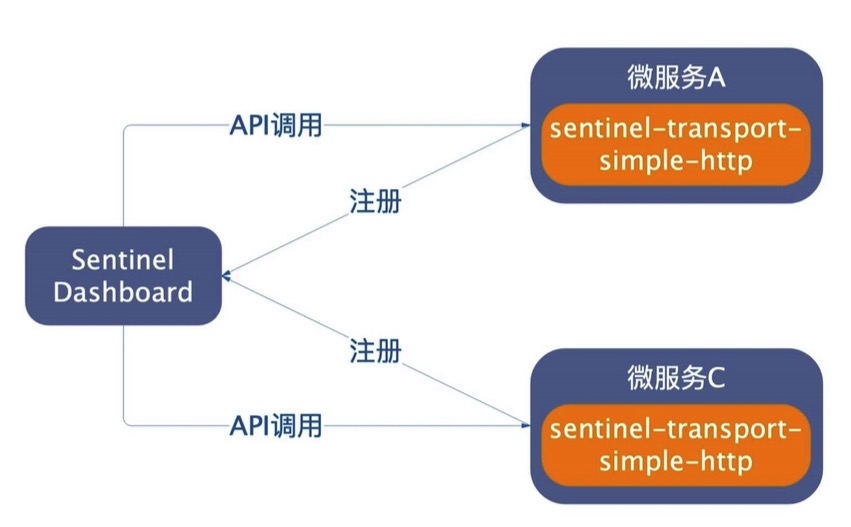 微服务A
sentinel-transport-
simple-http
API调用
注册
Sentinel
Dashboard
注册
API调用
微服务C
sentinel-transport-
simple-http